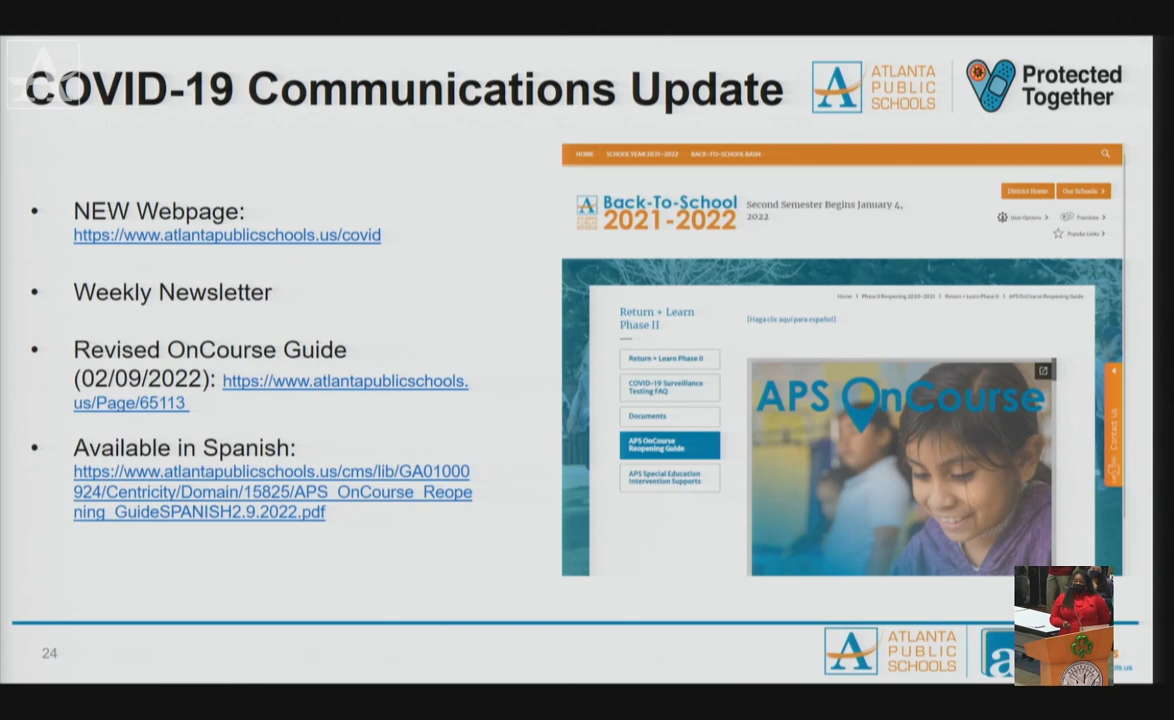 COVID-19 Communications Update
ATLANTA
PUBLIC
SCHOOLS
Protected
Together
• NEW Webpage:
https://www.atlantapublicschools.us/covid
• Weekly Newsletter
• Revised OnCourse Guide
(02/09/2022): https://www.atlantapublicschools.
us/Page/65113
• Available in Spanish:
https://www.atlantapublicschools.us/cms/lib/GA01000
924/Centricity/Domain/15825/APS_OnCourse_Reope
ning_GuideSPANISH2.9.2022.pdf
HOME SCHOOL YEAR 2021-2022 BACK-TO-SCHOOL BASH
District Home Our Schools
Back-To-School
2021-2022
Second Semester Begins January 4,
2022
User Options Translate
Popular Links
Home Phase II Reopening 2020-2021 Return + Learn Phase II APS OnCourse Reopening Guide
Return + Learn
Phase II
[Haga clic aquí para español]
Return + Learn Phase II
COVID-19 Surveillance
Testing FAQ
Documents
APS OnCourse
Reopening Guide
APS Special Education
Intervention Supports
APS OnCourse
Contact Us
24
ATLANTA
PUBLIC
SCHOOLS
a